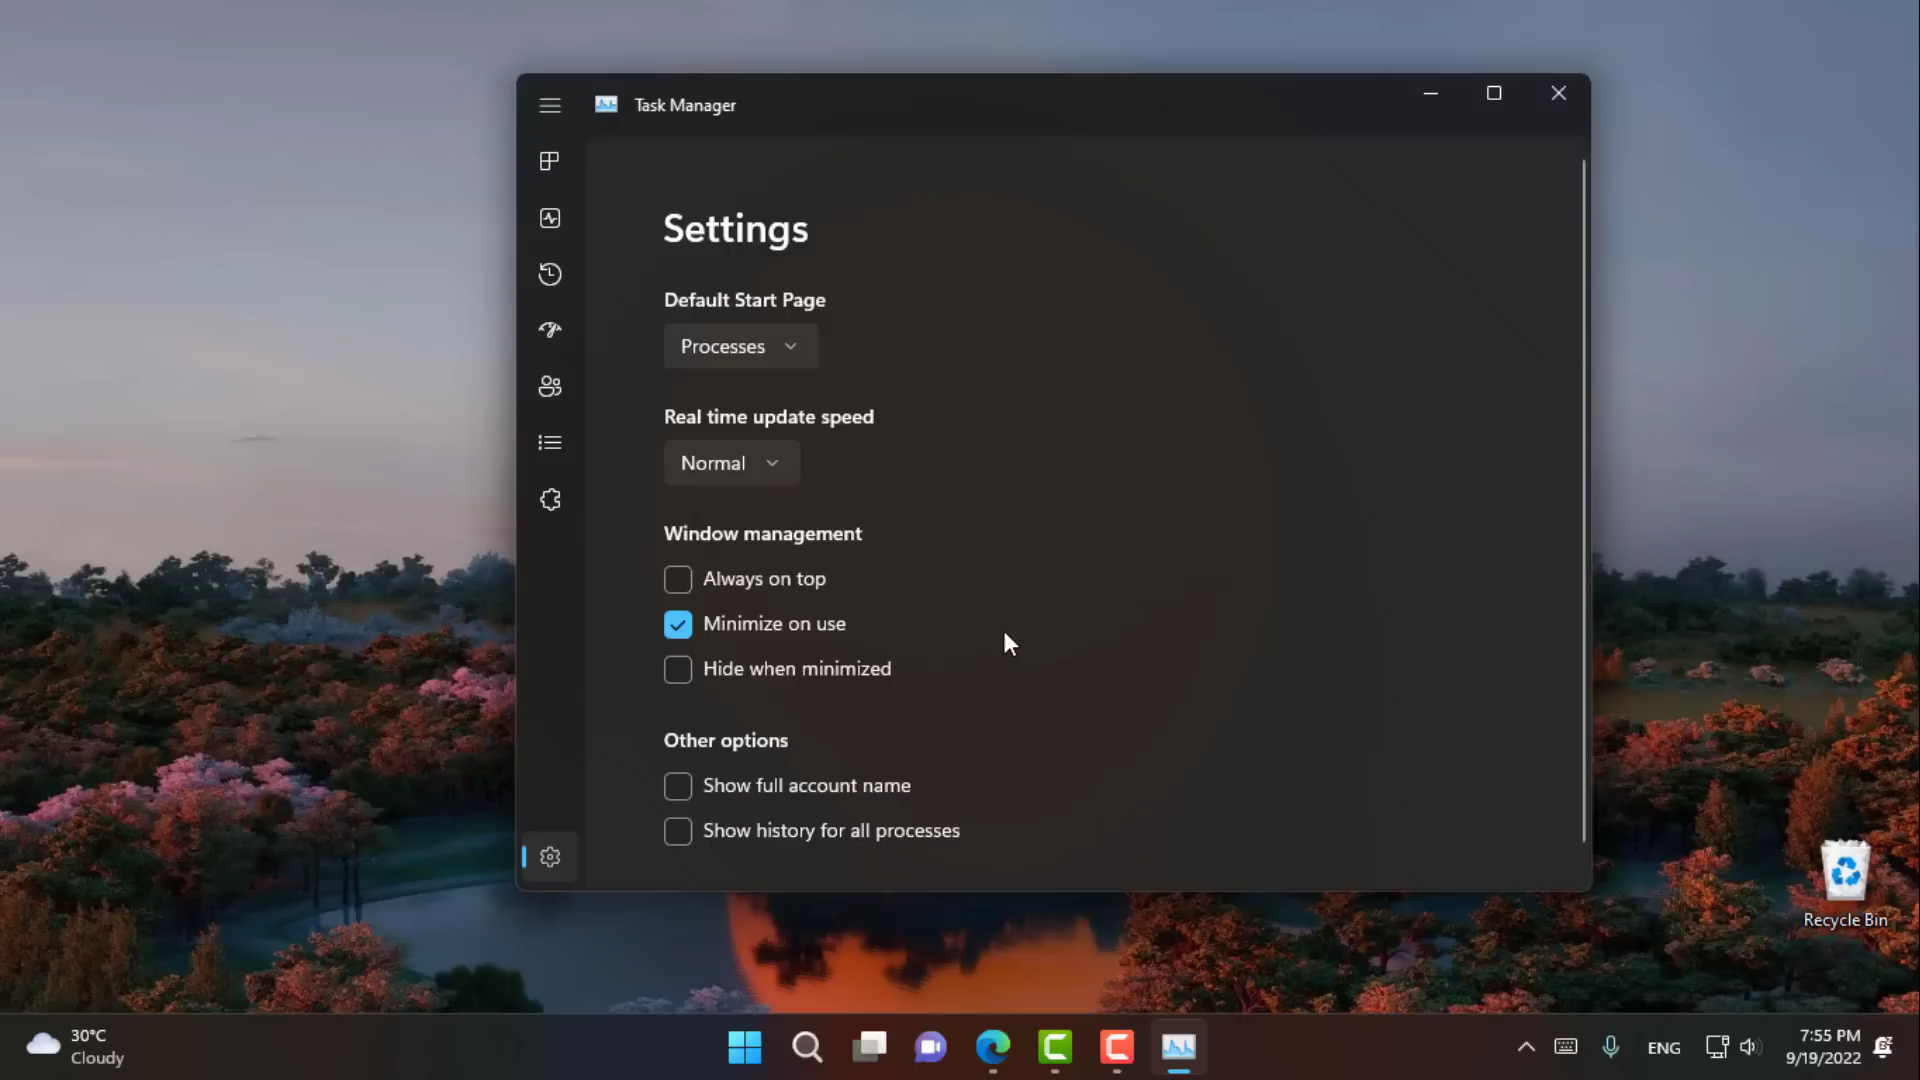 Task Manager
Settings
Default Start Page
Processes
Real time update speed
Normal
Window management
Always on top
Minimize on use
Hide when minimized
Other options
Show full account name
Show history for all processes
Recycle Bin
30°C
Cloudy
ENG
7:55 PM
9/19/2022